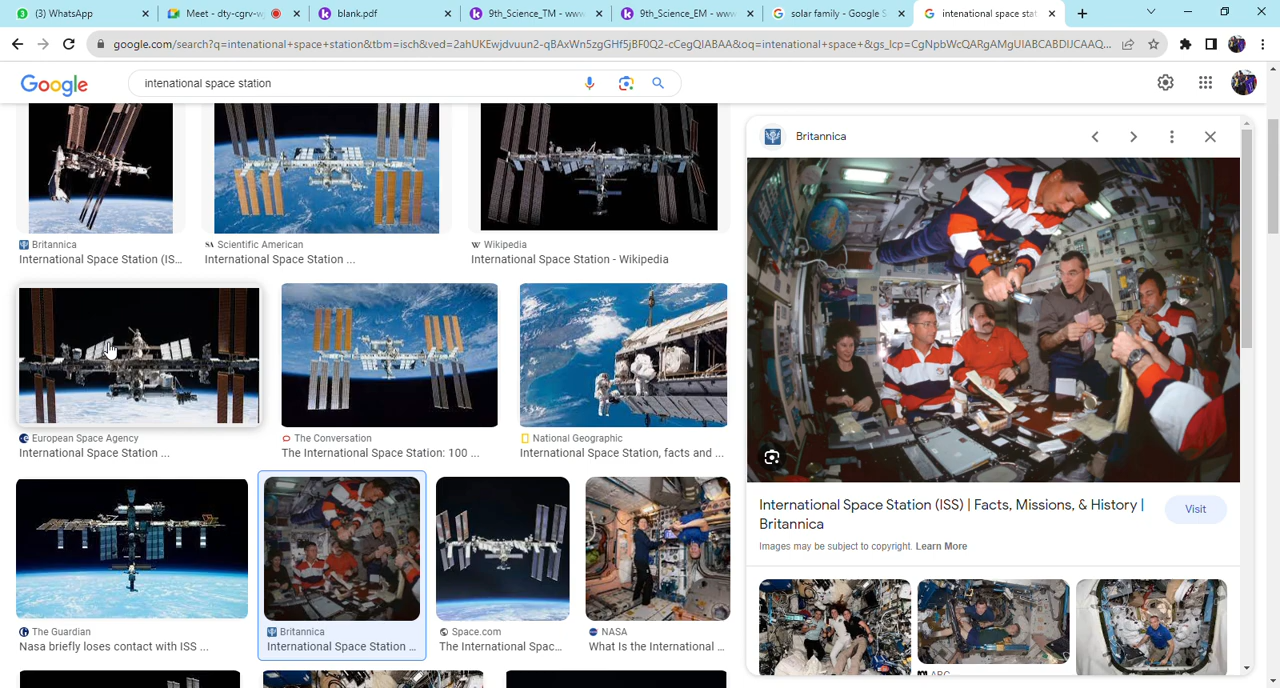 (3) WhatsApp
Meet - dty-cgrv-w
blank.pdf
9th_Science_TM - www
9th_Science_EM - www
solar family - Google S
intenational space stat
google.com/search?q=intenational+space+station&tbm=isch&ved=2ahUKEwjdvuun2-qBAxWn5zgGHf5jBF0Q2-cCegQIABAA&oq=intenational+space+&gs_lcp=CgNpbWcQARgAMgUIABCABDIJCAAQ...
Google
intenational space station
Britannica
International Space Station (IS...
SA Scientific American
International Space Station ...
W Wikipedia
International Space Station - Wikipedia
European Space Agency
International Space Station ...
The Conversation
The International Space Station: 100 ...
National Geographic
International Space Station, facts and ...
The Guardian
Nasa briefly loses contact with ISS ...
Britannica
International Space Station ...
Space.com
The International Spac...
NASA
What Is the International ...
Britannica
International Space Station (ISS) | Facts, Missions, & History |
Britannica
Visit
Images may be subject to copyright. Learn More